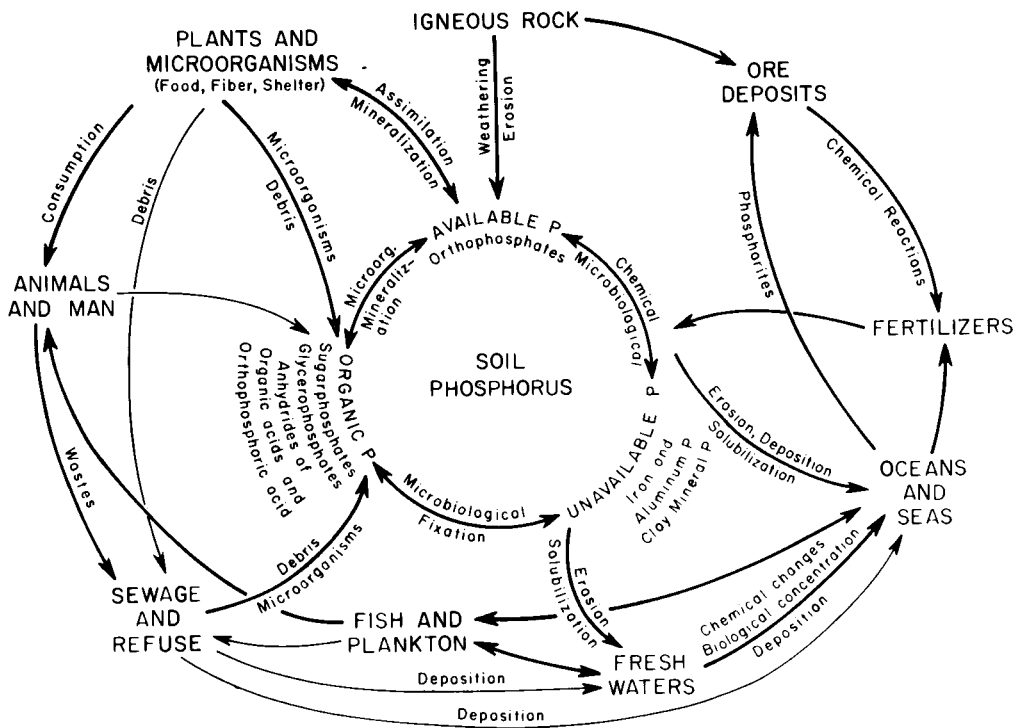 IGNEOUS ROCK
PLANTS AND
MICROORGANISMS
(Food, Fiber, Shelter)
ORE
DEPOSITS
Assimilation
Mineralization
Weathering
Erosion
Consumption
Debris
Microorganisms
Debris
Chemical Reactions
Phosphorites
AVAILABLE P
Orthophosphates
Microorg.
Mineraliz-
ation
Chemical
Microbiological
ANIMALS
AND MAN
FERTILIZERS
SOIL
PHOSPHORUS
ORGANIC P
Sugarphosphates
Glycerophosphates
Anhydrides of
Organic acids and
Orthophosphoric acid
UNAVAILABLE P
Iron and
Aluminum P
Clay Mineral P
Erosion, Deposition
Solubilization
OCEANS
AND
SEAS
Wastes
Microbiological
Fixation
Debris
Microorganisms
Erosion
Solubilization
Chemical changes
Biological concentration
Deposition
SEWAGE
AND
REFUSE
FISH AND
PLANKTON
FRESH
WATERS
Deposition
Deposition